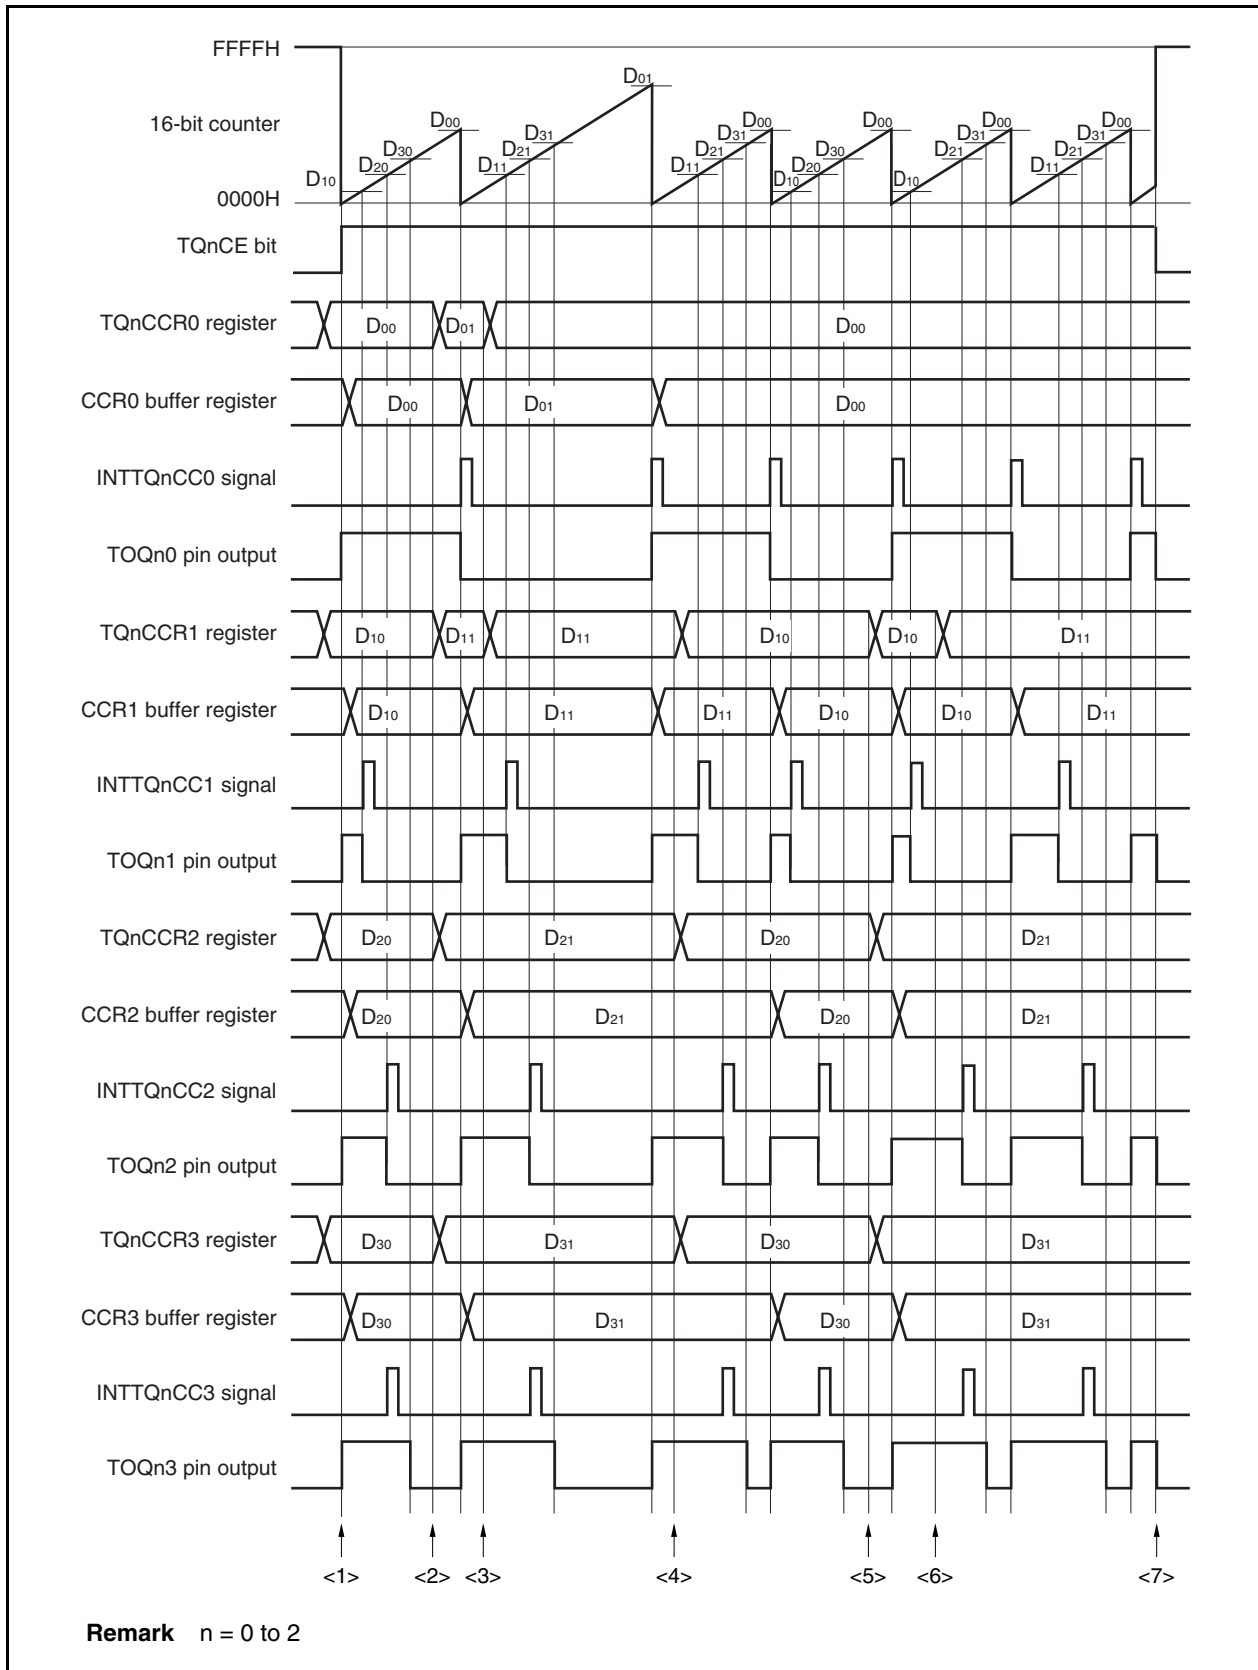 FFFFH
D01
16-bit counter
D00 D31 D00 D00 D00 D00
D30 D21 D31 D30 D31 D31
D20 D11 D21 D20 D21 D21
D10 D11 D10 D10 D11
0000H
TQnCE bit
TQnCCR0 register D00 D01 D00
CCR0 buffer register D00 D01 D00
INTTQnCC0 signal
TOQn0 pin output
TQnCCR1 register D10 D11 D11 D10 D10 D11
CCR1 buffer register D10 D11 D11 D10 D10 D11
INTTQnCC1 signal
TOQn1 pin output
TQnCCR2 register D20 D21 D20 D21
CCR2 buffer register D20 D21 D20 D21
INTTQnCC2 signal
TOQn2 pin output
TQnCCR3 register D30 D31 D30 D31
CCR3 buffer register D30 D31 D30 D31
INTTQnCC3 signal
TOQn3 pin output
<1> <2> <3> <4> <5> <6> <7>
Remark n = 0 to 2